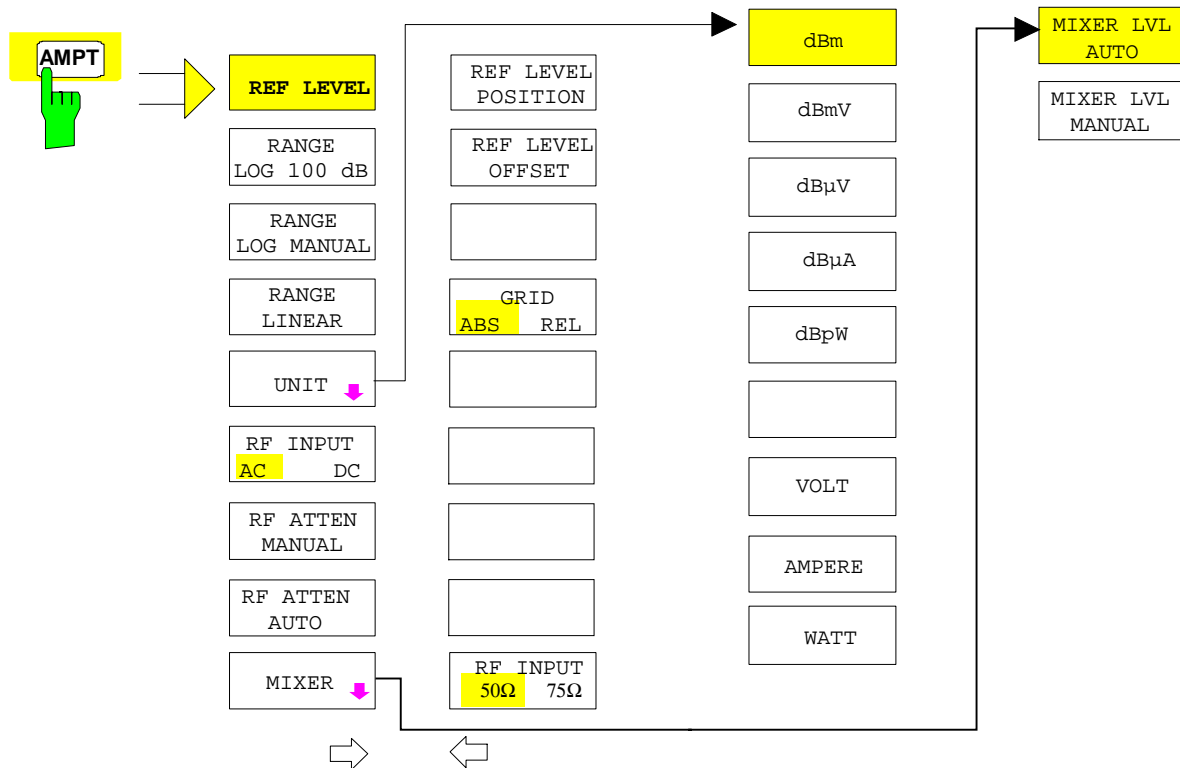 AMPT
REF LEVEL
RANGE
LOG 100 dB
RANGE
LOG MANUAL
RANGE
LINEAR
UNIT
RF INPUT
AC DC
RF ATTEN
MANUAL
RF ATTEN
AUTO
MIXER
REF LEVEL
POSITION
REF LEVEL
OFFSET
GRID
ABS REL
RF INPUT
50Ω 75Ω
dBm
dBmV
dBµV
dBµA
dBpW
VOLT
AMPERE
WATT
MIXER LVL
AUTO
MIXER LVL
MANUAL